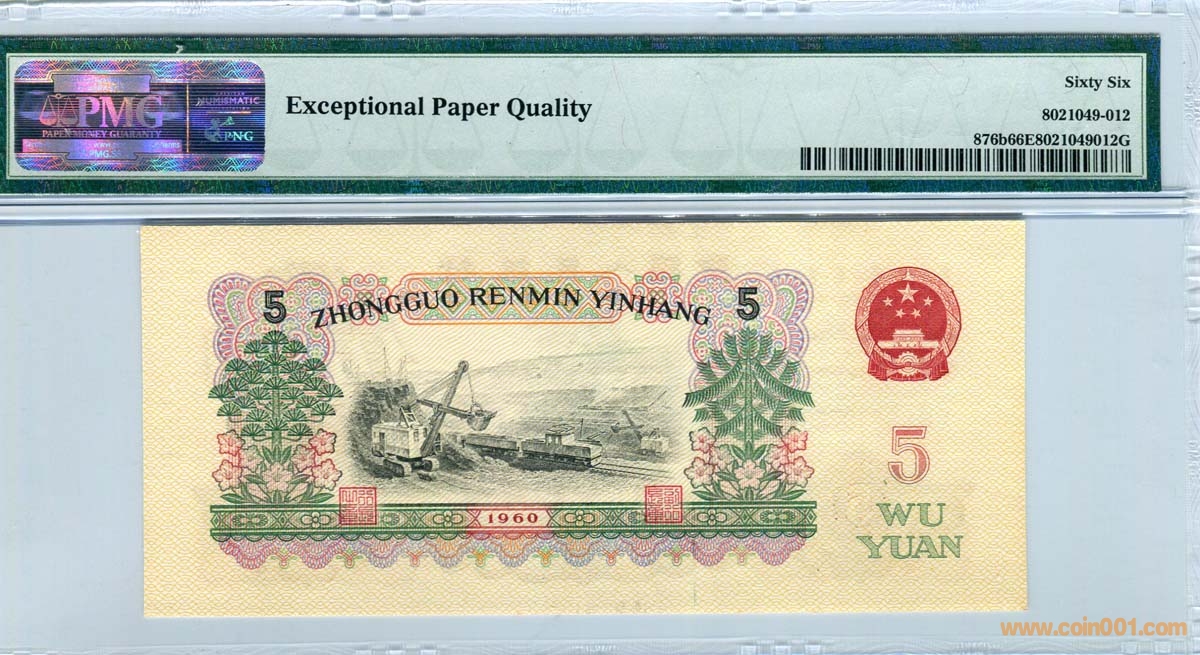 PMG
PAPER MONEY GUARANTY
NUMISMATIC
PNG
Exceptional Paper Quality
Sixty Six
8021049-012
876b66E8021049012G
5 ZHONGGUO RENMIN YINHANG 5
5
1960
WU
YUAN
www.coin001.com